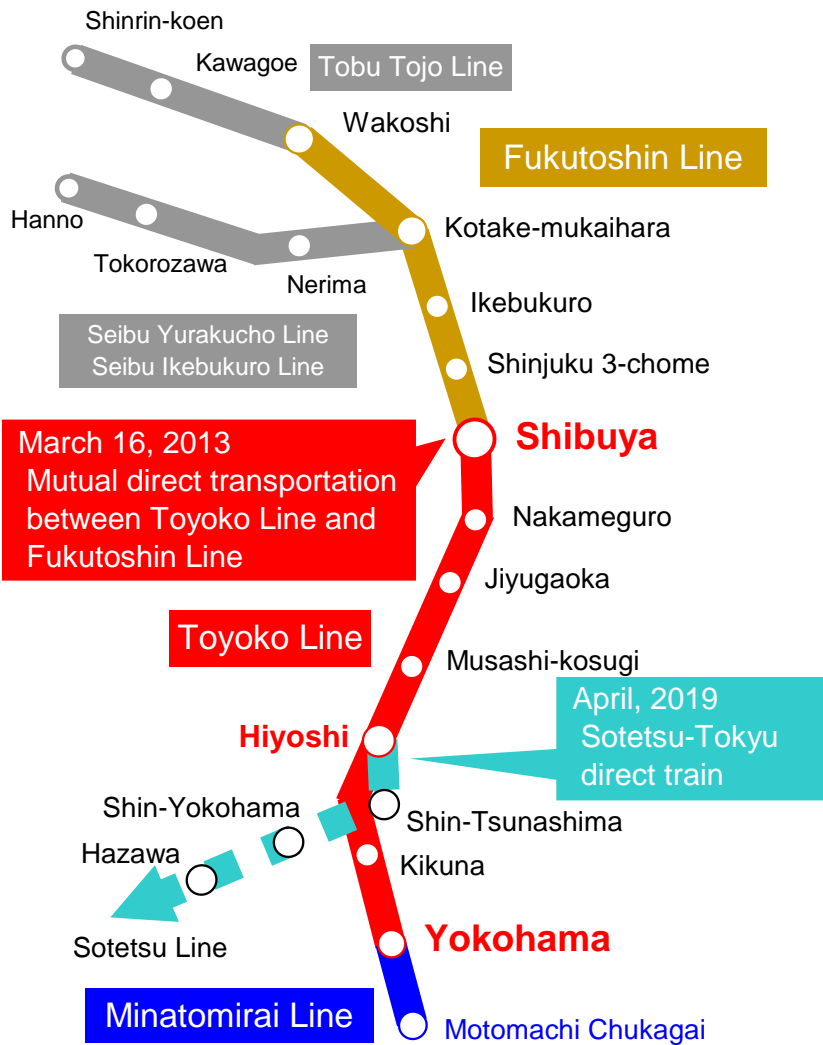 Shinrin-koen
Kawagoe
Tobu Tojo Line
Wakoshi
Fukutoshin Line
Hanno
Kotake-mukaihara
Tokorozawa
Nerima
Ikebukuro
Seibu Yurakucho Line
Seibu Ikebukuro Line
Shinjuku 3-chome
March 16, 2013
Mutual direct transportation
between Toyoko Line and
Fukutoshin Line
Shibuya
Nakameguro
Jiyugaoka
Toyoko Line
Musashi-kosugi
April, 2019
Sotetsu-Tokyu
direct train
Hiyoshi
Shin-Yokohama
Shin-Tsunashima
Hazawa
Kikuna
Sotetsu Line
Yokohama
Minatomirai Line
Motomachi Chukagai